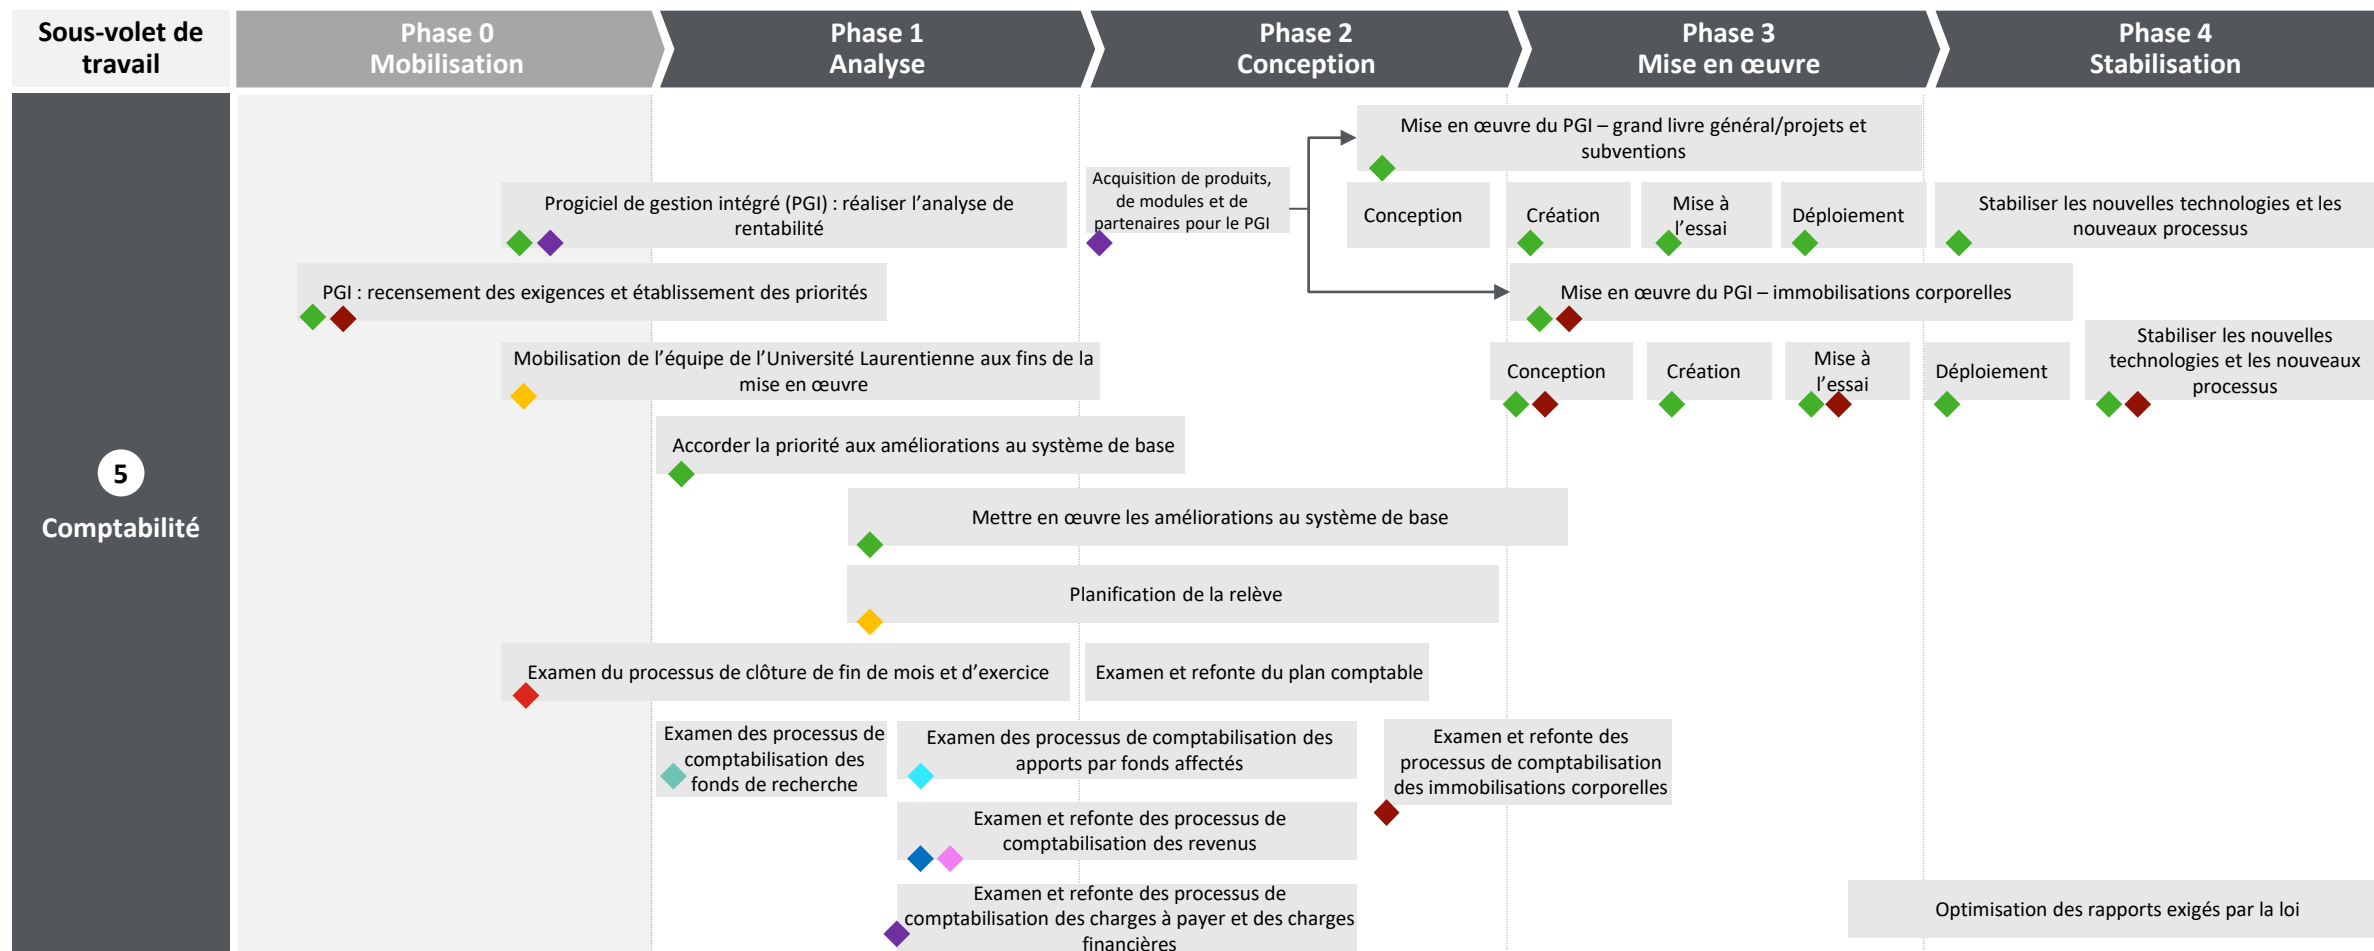 Sous-volet de
travail
Phase 0
Mobilisation
Phase 1
Analyse
Phase 2
Conception
Phase 3
Mise en œuvre
Phase 4
Stabilisation
5
Comptabilité
Mise en œuvre du PGI – grand livre général/projets et
subventions
Progiciel de gestion intégré (PGI) : réaliser l’analyse de
rentabilité
Acquisition de produits,
de modules et de
partenaires pour le PGI
Conception
Création
Mise à
l’essai
Déploiement
Stabiliser les nouvelles technologies et les
nouveaux processus
PGI : recensement des exigences et établissement des priorités
Mise en œuvre du PGI – immobilisations corporelles
Mobilisation de l’équipe de l’Université Laurentienne aux fins de la
mise en œuvre
Conception
Création
Mise à
l’essai
Déploiement
Stabiliser les nouvelles
technologies et les nouveaux
processus
Accorder la priorité aux améliorations au système de base
Mettre en œuvre les améliorations au système de base
Planification de la relève
Examen du processus de clôture de fin de mois et d’exercice
Examen et refonte du plan comptable
Examen des processus de
comptabilisation des
fonds de recherche
Examen des processus de comptabilisation des
apports par fonds affectés
Examen et refonte des
processus de comptabilisation
des immobilisations corporelles
Examen et refonte des processus de
comptabilisation des revenus
Examen et refonte des processus de
comptabilisation des charges à payer et des charges
financières
Optimisation des rapports exigés par la loi